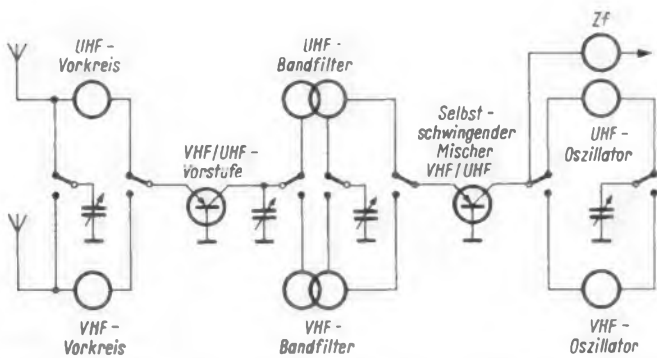 UHF-
Vorkreis
UHF-
Bandfilter
Zf
VHF/UHF-
Vorstufe
Selbst-
schwingender
Mischer
VHF/UHF
UHF-
Oszillator
VHF-
Vorkreis
VHF-
Bandfilter
VHF-
Oszillator